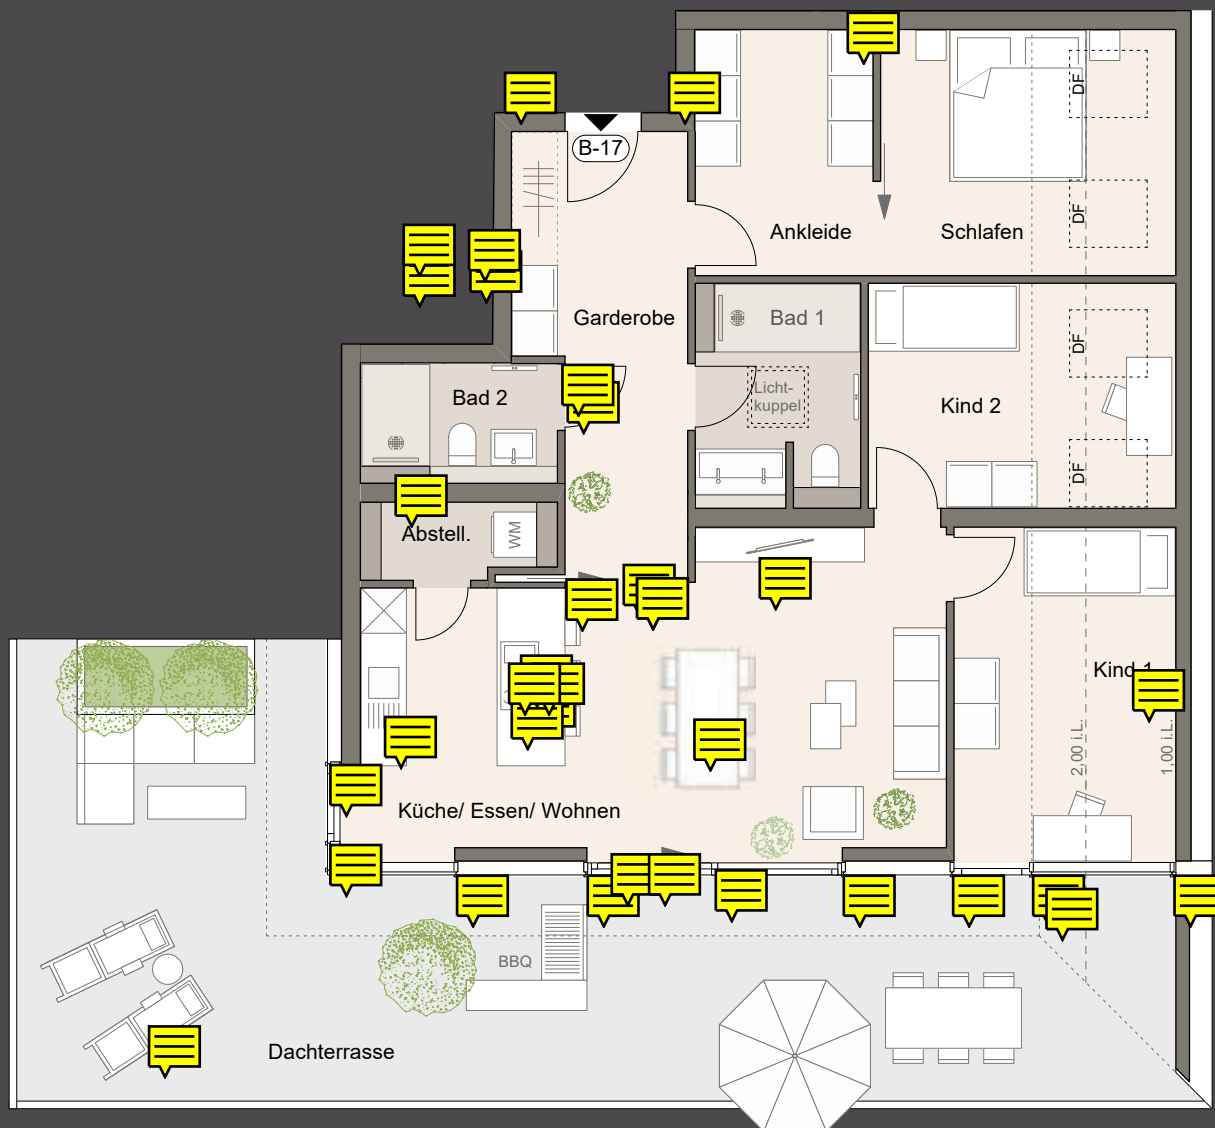 DF
B-17
DF
Ankleide
Schlafen
Garderobe
Bad 1
DF
Licht-
kuppel
Bad 2
Kind 2
DF
Abstell.
WM
Kind 1
2,00 i.L.
1,00 i.L.
Küche/ Essen/ Wohnen
BBQ
Dachterrasse